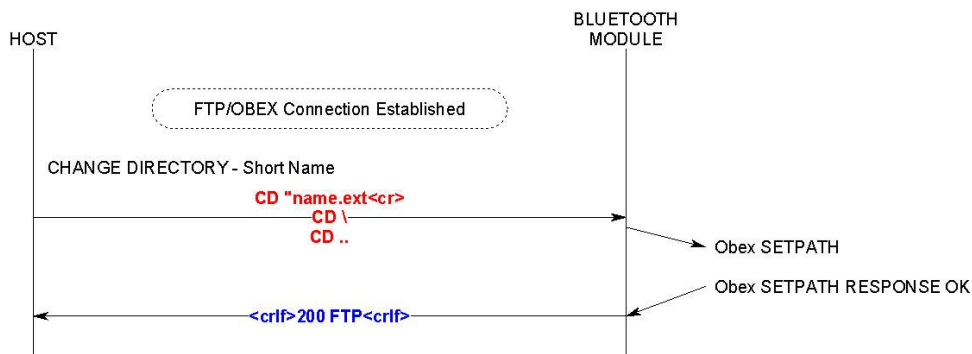 HOST
BLUETOOTH
MODULE
FTP/OBEX Connection Established
CHANGE DIRECTORY - Short Name
CD "name.ext<cr>
CD \
CD ..
Obex SETPATH
Obex SETPATH RESPONSE OK
<crlf>200 FTP<crlf>